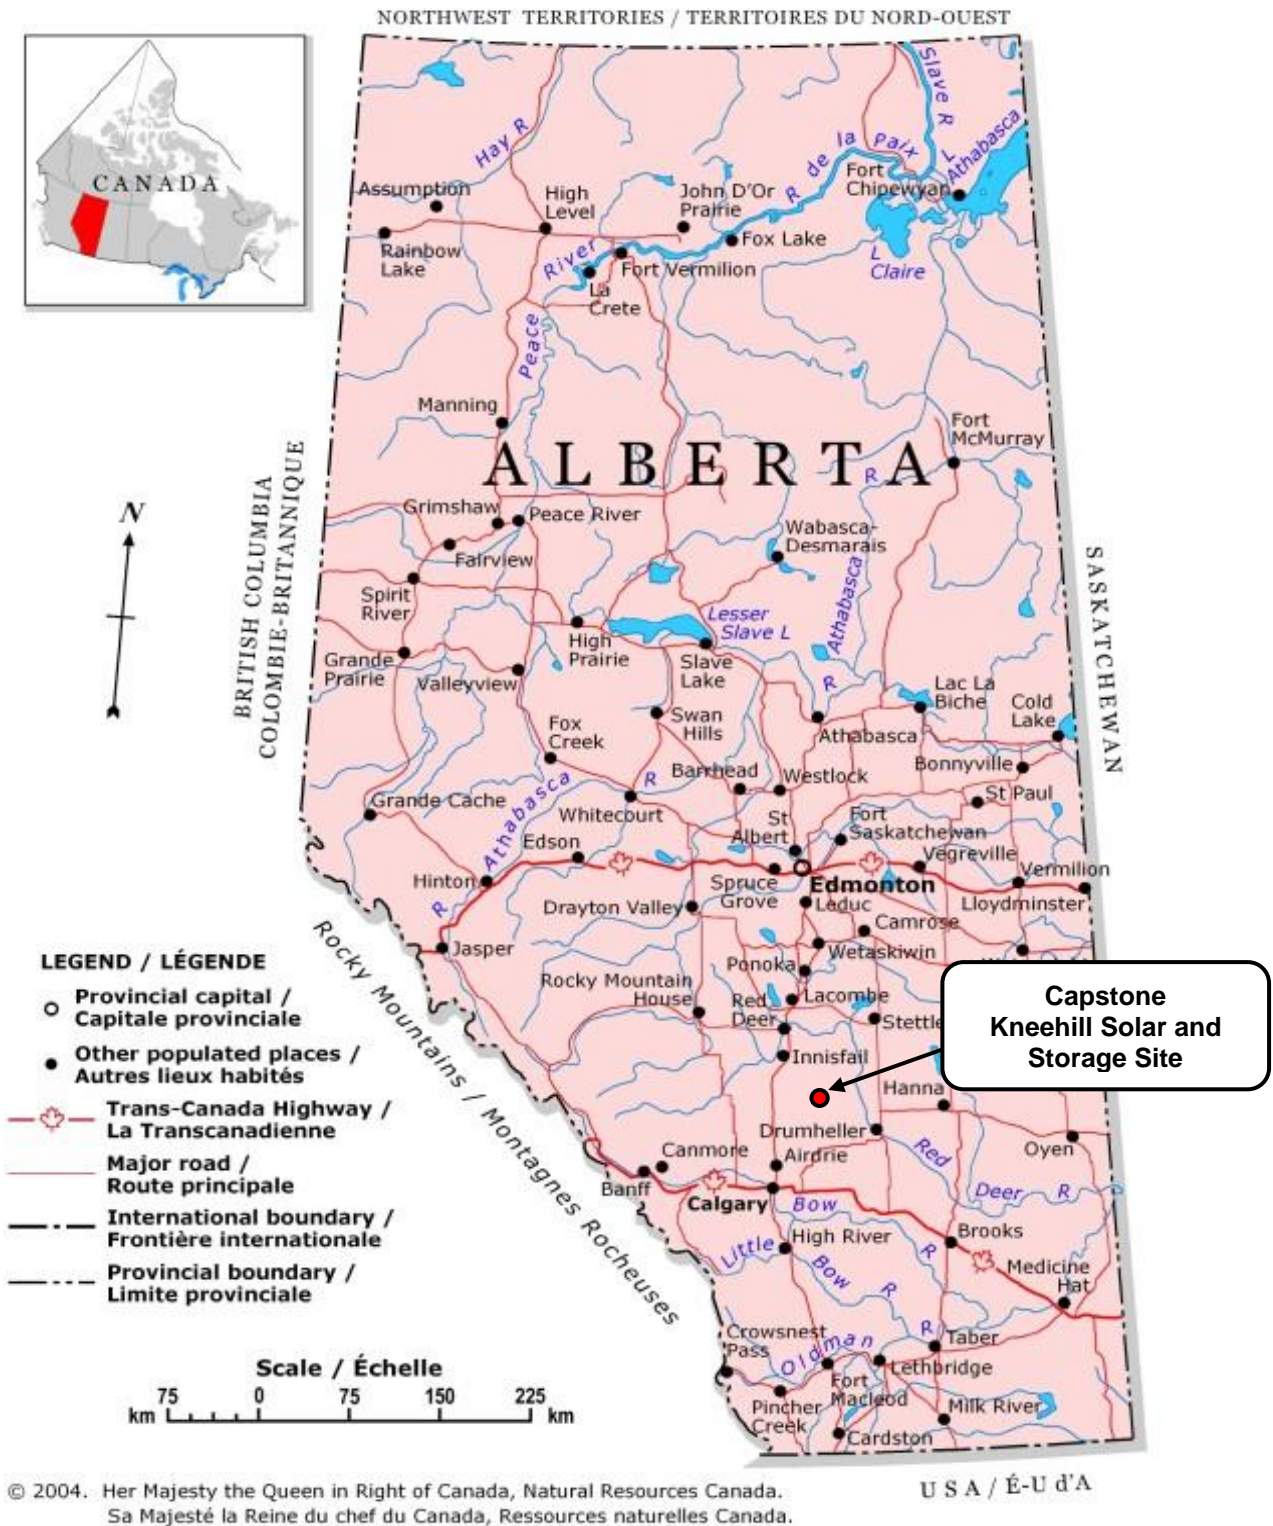 NORTHWEST TERRITORIES / TERRITOIRES DU NORD-OUEST
CANADA
Slave R
Hay R
R de la Paix
L Athabasca
Fort
Chipewyan
Assumption
High
Level
John D'Or
Prairie
Rainbow
Lake
River
Fox Lake
Fort Vermilion
L
Claire
La
Crete
Peace
Manning
Fort
McMurray
ALBERTA
BRITISH COLUMBIA
COLOMBIE-BRITANNIQUE
N
R
Grimshaw
Peace River
Wabasca-
Desmarais
Fairview
SASKATCHEWAN
Spirit
River
Athabasca
Lesser
Slave L
High
Prairie
Grande
Prairie
Valleyview
Slave
Lake
R
Lac La
Biche
Cold
Lake
Fox
Creek
Swan
Hills
Athabasca
Bonnyville
Barrhead
Westlock
Athabasca
R
St Paul
Grande Cache
Whitecourt
St
Albert
Fort
Saskatchewan
Edson
Vegreville
Vermilion
Hinton
Spruce
Grove
Edmonton
Leduc
Lloydminster
R
Drayton Valley
Camrose
Jasper
Wetaskiwin
Ponoka
Rocky Mountain
House
Red
Deer
Lacombe
Stettle
Innisfail
Capstone
Kneehill Solar and
Storage Site
Hanna
Drumheller
Oyen
Canmore
Airdrie
Red
Deer R
Banff
Calgary
Bow
R
Brooks
Little
Bow
R
High River
Medicine
Hat
Crowsnest
Pass
Oldman
R
Taber
Lethbridge
Fort
Macleod
Pincher
Creek
Milk River
Cardston
Rocky Mountains / Montagnes Rocheuses
LEGEND / LÉGENDE
Provincial capital /
Capitale provinciale
Other populated places /
Autres lieux habités
Trans-Canada Highway /
La Transcanadienne
Major road /
Route principale
International boundary /
Frontière internationale
Provincial boundary /
Limite provinciale
Scale / Échelle
75 0 75 150 225
km km
USA / É-U d'A
© 2004. Her Majesty the Queen in Right of Canada, Natural Resources Canada.
Sa Majesté la Reine du chef du Canada, Ressources naturelles Canada.